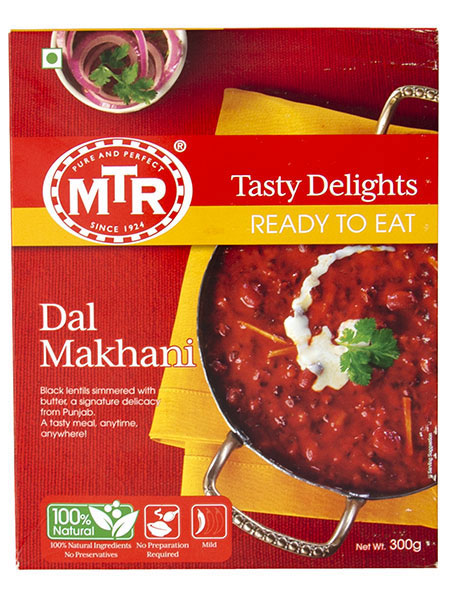 PURE AND PERFECT
MTR®
SINCE 1924
Tasty Delights
READY TO EAT
Dal
Makhani
Black lentils simmered with
butter, a signature delicacy
from Punjab.
A tasty meal, anytime,
anywhere!
Serving Suggestion
100%
Natural
100% Natural Ingredients
No Preservatives
No Preparation
Required
Mild
Net Wt. 300g